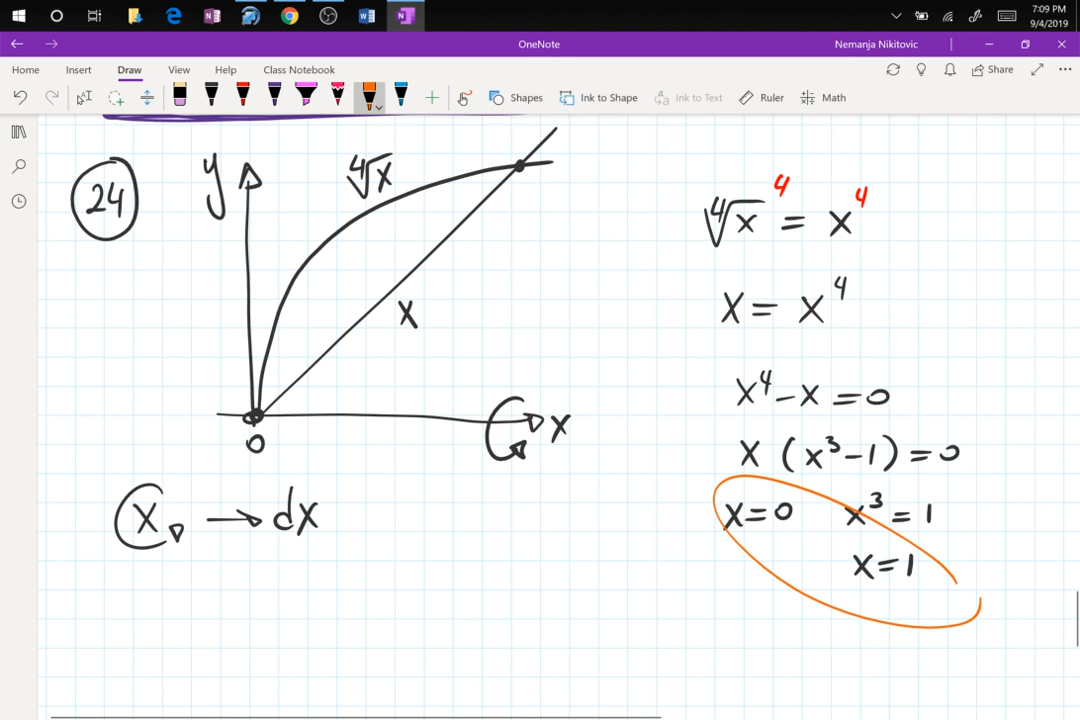 7:09 PM
9/4/2019
OneNote
Nemanja Nikitovic
Home Insert Draw View Help Class Notebook Share
Shapes Ink to Shape Ink to Text Ruler Math
24
y
∜x
x
0
x
x → dx
∜x⁴ = x⁴
x = x⁴
x⁴ - x = 0
x (x³ - 1) = 0
x = 0 x³ = 1
x = 1